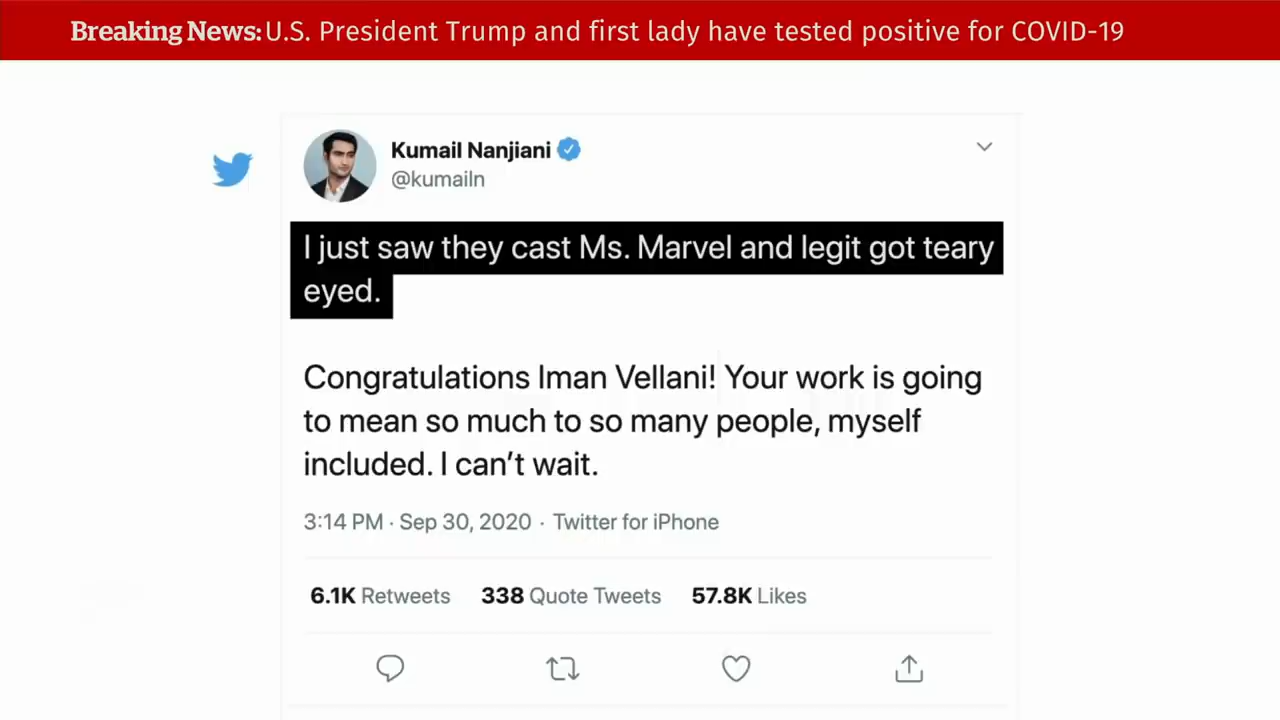 Breaking News: U.S. President Trump and first lady have tested positive for COVID-19
Kumail Nanjiani
@kumailn
I just saw they cast Ms. Marvel and legit got teary
eyed.
Congratulations Iman Vellani! Your work is going
to mean so much to so many people, myself
included. I can’t wait.
3:14 PM · Sep 30, 2020 · Twitter for iPhone
6.1K Retweets 338 Quote Tweets 57.8K Likes